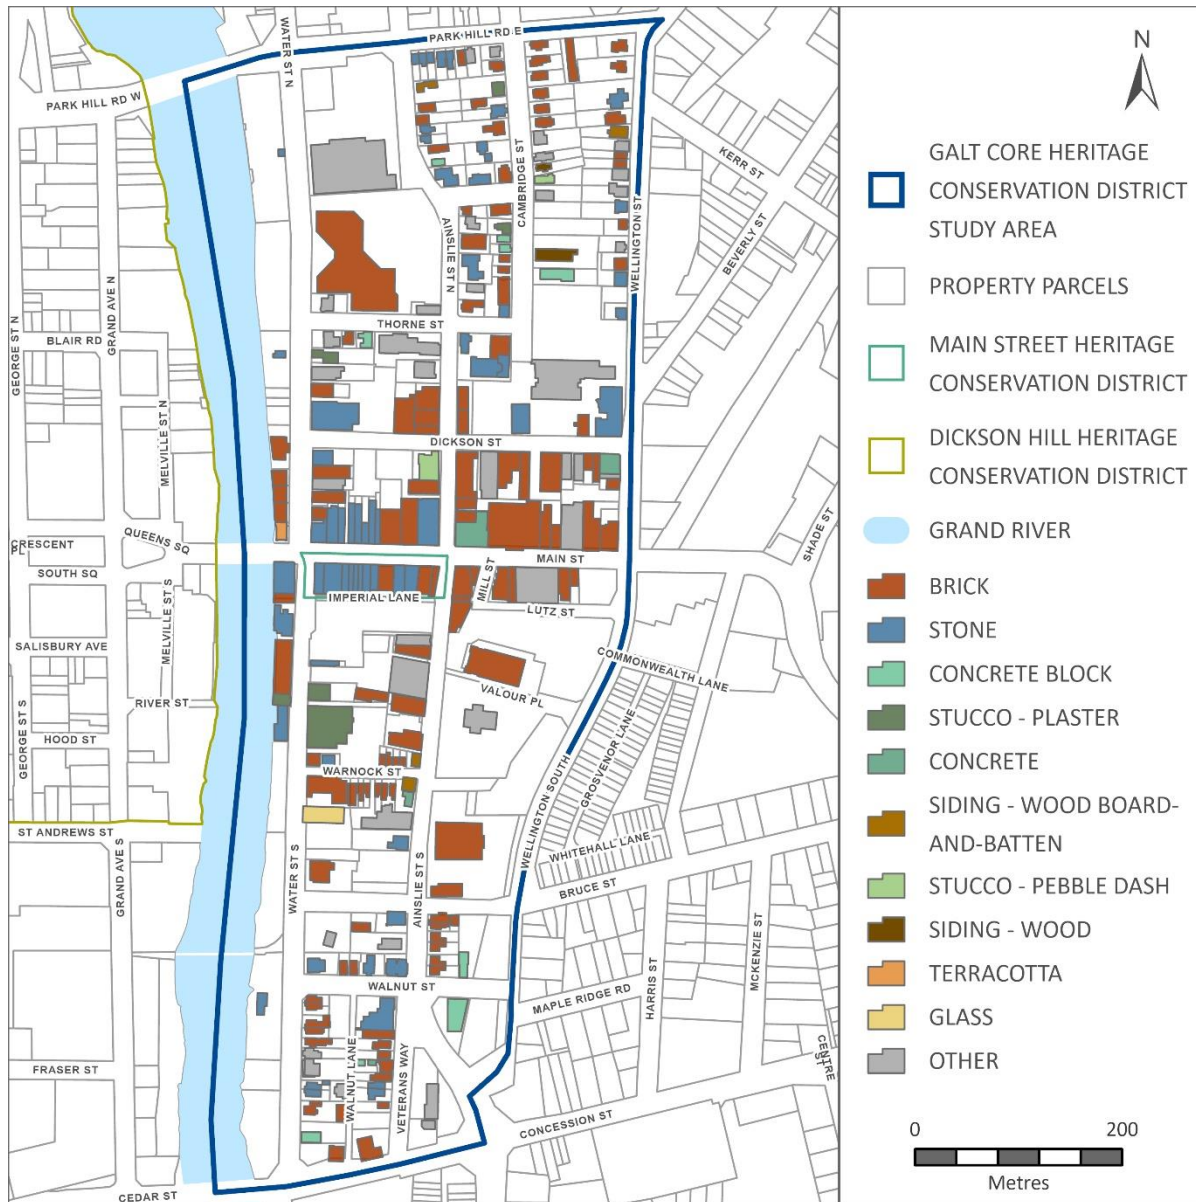 WATER ST N
PARK HILL RD E
PARK HILL RD W
KERR ST
CAMBRIDGE ST
WELLINGTON ST
BEVERLY ST
AINSLIE ST N
GEORGE ST N
GRAND AVE N
BLAIR RD
THORNE ST
MELVILLE ST N
DICKSON ST
QUEENS SQ
CRESCENT
PL
SOUTH SQ
SHADE ST
MAIN ST
MILL ST
IMPERIAL LANE
LUTZ ST
MELVILLE ST S
SALISBURY AVE
COMMONWEALTH LANE
RIVER ST
VALOUR PL
GEORGE ST S
HOOD ST
GROSVENOR LANE
WARNOCK ST
WELLINGTON SOUTH
ST ANDREWS ST
WHITEHALL LANE
GRAND AVE S
WATER ST S
AINSLIE ST S
BRUCE ST
MCKENZIE ST
HARRIS ST
WALNUT ST
MAPLE RIDGE RD
WALNUT LANE
VETERANS WAY
CENTRE
ST
FRASER ST
CONCESSION ST
CEDAR ST
N
GALT CORE HERITAGE
CONSERVATION DISTRICT
STUDY AREA
PROPERTY PARCELS
MAIN STREET HERITAGE
CONSERVATION DISTRICT
DICKSON HILL HERITAGE
CONSERVATION DISTRICT
GRAND RIVER
BRICK
STONE
CONCRETE BLOCK
STUCCO - PLASTER
CONCRETE
SIDING - WOOD BOARD-
AND-BATTEN
STUCCO - PEBBLE DASH
SIDING - WOOD
TERRACOTTA
GLASS
OTHER
0 200
Metres